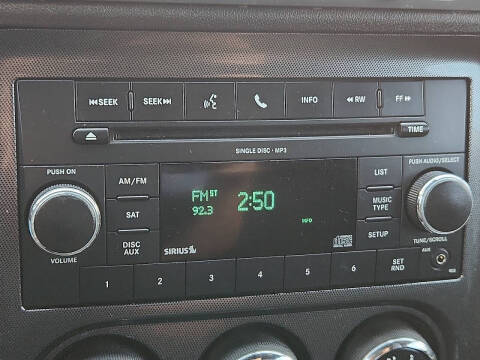 SEEK
SEEK
INFO
RW
FF
TIME
SINGLE DISC · MP3
PUSH ON
VOLUME
AM/FM
SAT
DISC
AUX
FM ST
92.3
2:50
INFO
SIRIUS
LIST
MUSIC
TYPE
SETUP
PUSH AUDIO/SELECT
TUNE/SCROLL
AUX
1
2
3
4
5
6
SET
RND